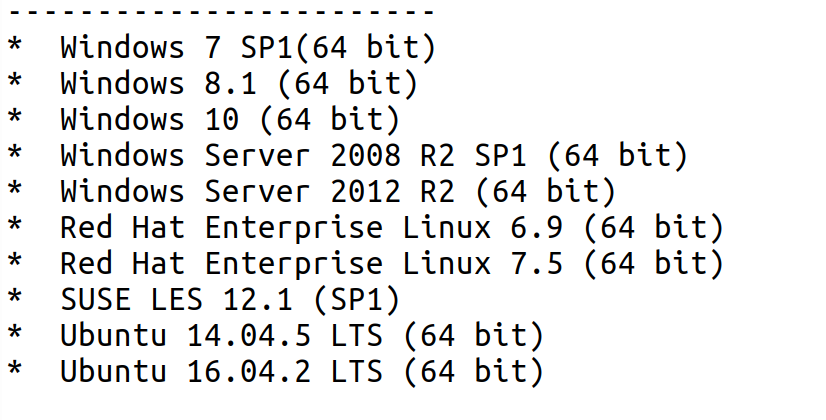 ------------------------
*  Windows 7 SP1(64 bit)
*  Windows 8.1 (64 bit)
*  Windows 10 (64 bit)
*  Windows Server 2008 R2 SP1 (64 bit)
*  Windows Server 2012 R2 (64 bit)
*  Red Hat Enterprise Linux 6.9 (64 bit)
*  Red Hat Enterprise Linux 7.5 (64 bit)
*  SUSE LES 12.1 (SP1)
*  Ubuntu 14.04.5 LTS (64 bit)
*  Ubuntu 16.04.2 LTS (64 bit)